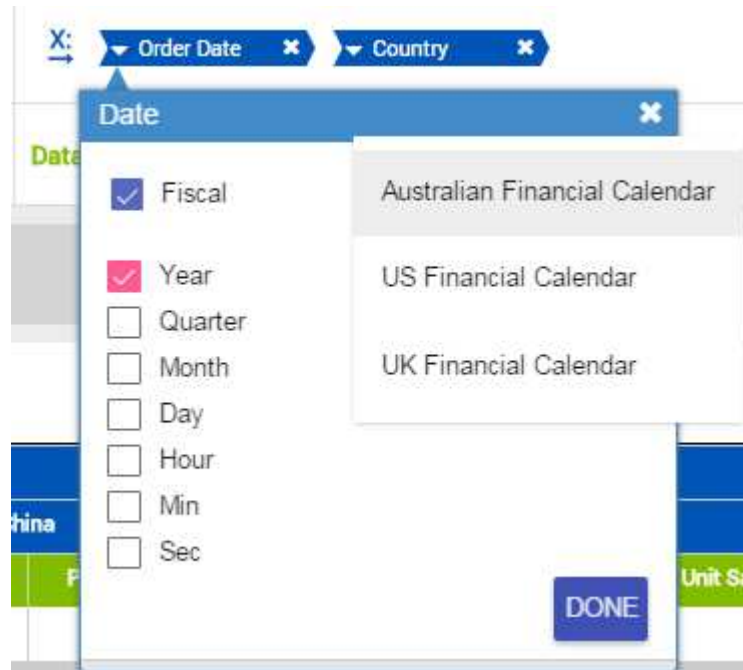 X:
Order Date
Country
Date
Data
Fiscal
Australian Financial Calendar
Year
US Financial Calendar
Quarter
Month
UK Financial Calendar
Day
Hour
Min
Sec
hina
P
Unit Sa
DONE